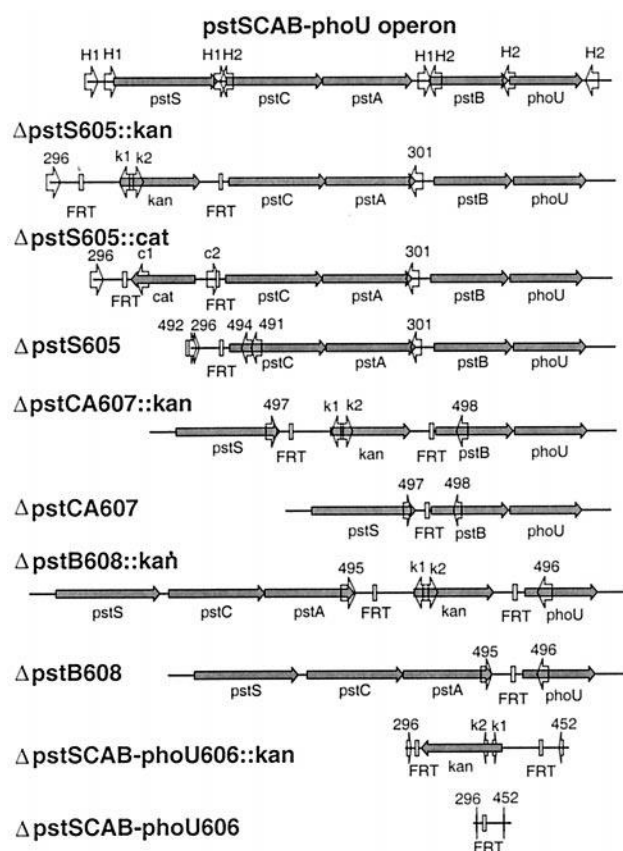 pstSCAB-phoU operon
H1 H1 H1 H2 H1 H2 H2 H2
pstS pstC pstA pstB phoU
ΔpstS605::kan
296 k1 k2 301
FRT kan FRT pstC pstA pstB phoU
ΔpstS605::cat
296 c1 c2 301
FRT cat FRT pstC pstA pstB phoU
492 296 494 491 301
ΔpstS605
FRT pstC pstA pstB phoU
ΔpstCA607::kan
497 k1 k2 498
pstS FRT kan FRT pstB phoU
ΔpstCA607
497 498
pstS FRT pstB phoU
ΔpstB608::kan
495 k1 k2 496
pstS pstC pstA FRT kan FRT phoU
ΔpstB608
495 496
pstS pstC pstA FRT phoU
296 k2 k1 452
ΔpstSCAB-phoU606::kan
FRT kan FRT
296 452
ΔpstSCAB-phoU606
FRT